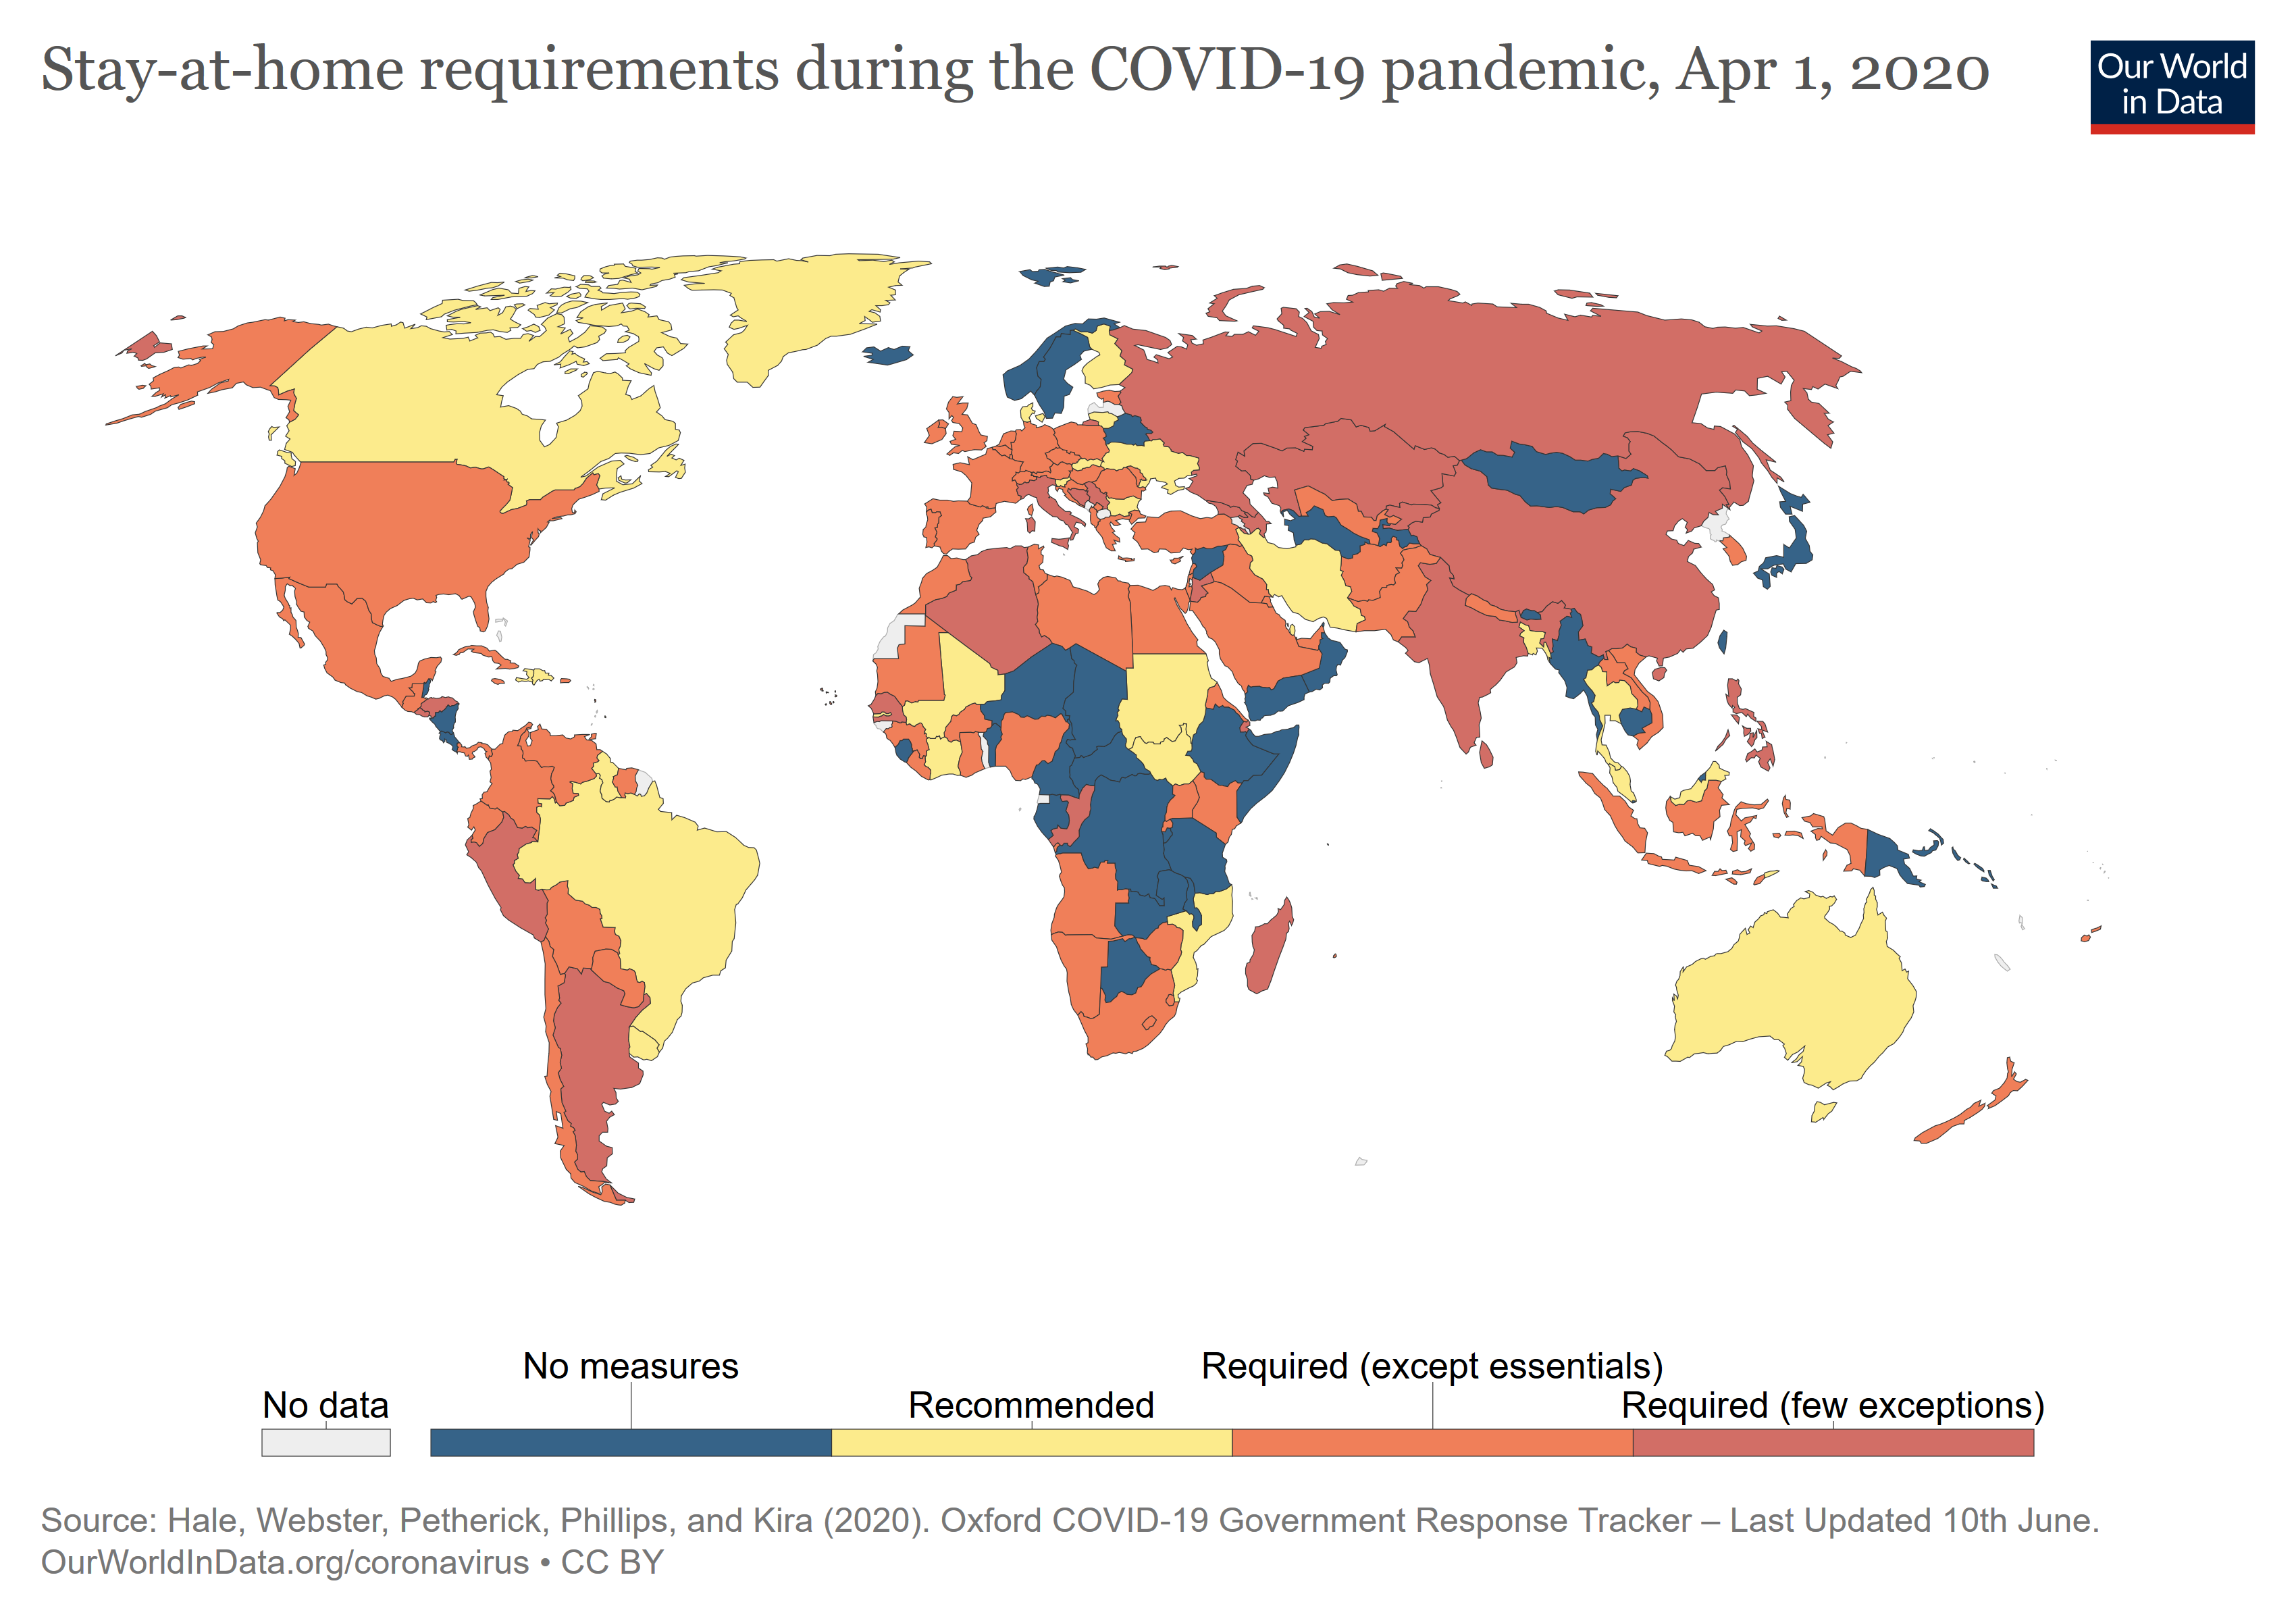 Stay-at-home requirements during the COVID-19 pandemic, Apr 1, 2020
Our World
in Data
No measures
Required (except essentials)
No data
Recommended
Required (few exceptions)
Source: Hale, Webster, Petherick, Phillips, and Kira (2020). Oxford COVID-19 Government Response Tracker – Last Updated 10th June.
OurWorldInData.org/coronavirus • CC BY